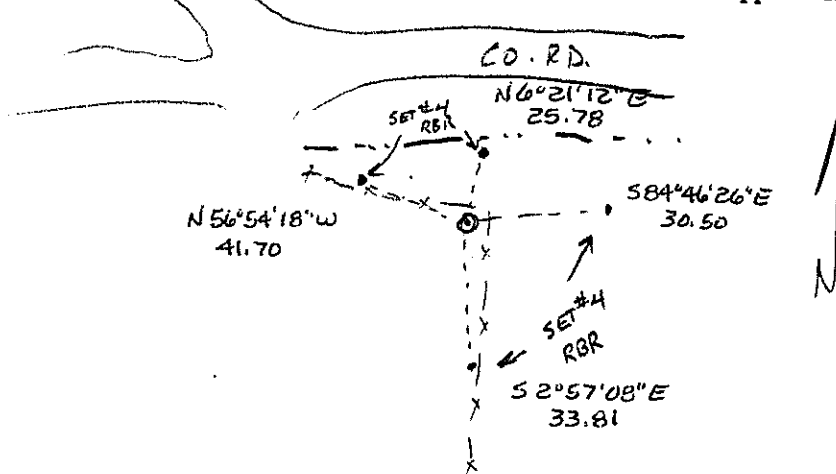 CO. RD.
N6°21'12"E
25.78
SET #4
RBR
S84°46'26"E
30.50
N56°54'18"W
41.70
N
SET #4
RBR
S2°57'08"E
33.81